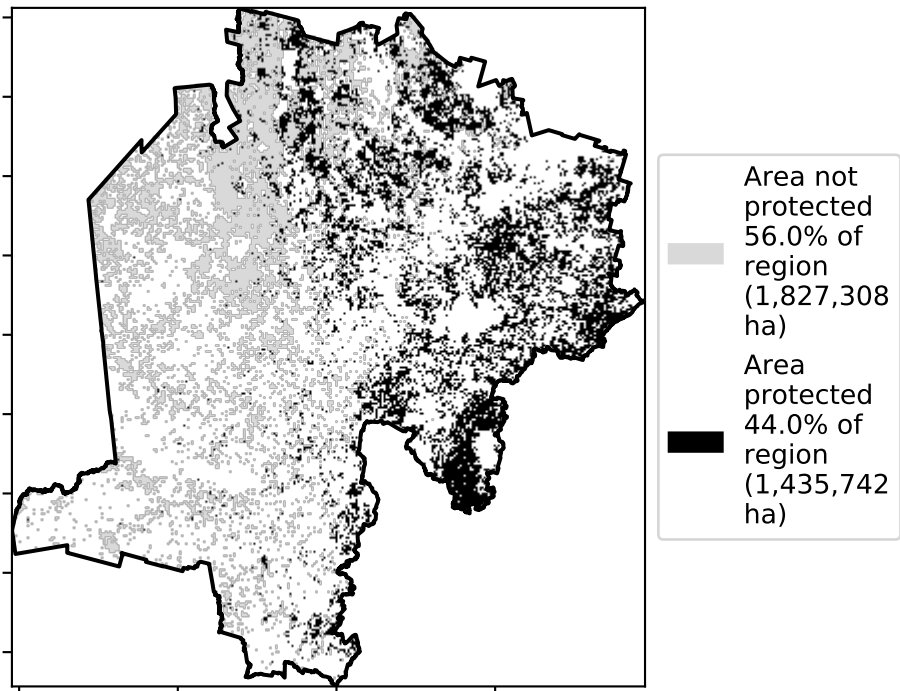 Area not
protected
56.0% of
region
(1,827,308
ha)
Area
protected
44.0% of
region
(1,435,742
ha)